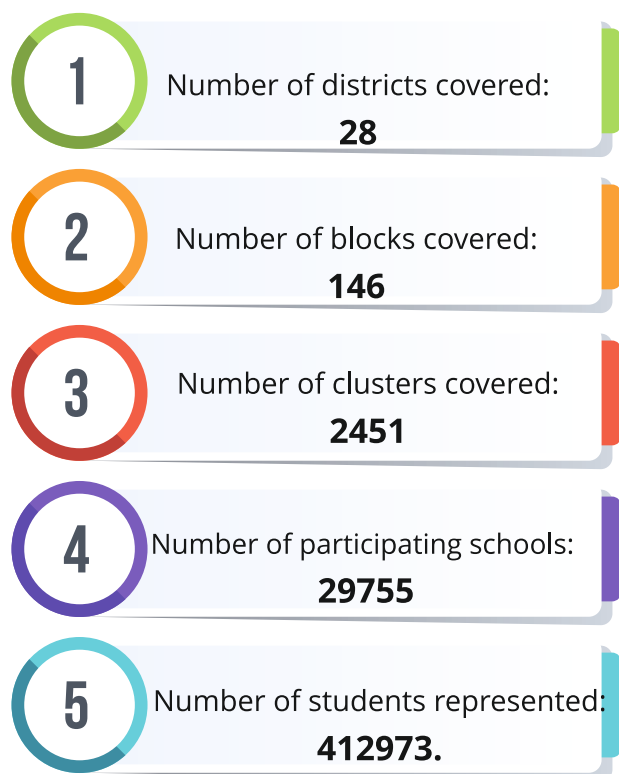 1
Number of districts covered:
28
2
Number of blocks covered:
146
3
Number of clusters covered:
2451
4
Number of participating schools:
29755
5
Number of students represented:
412973.